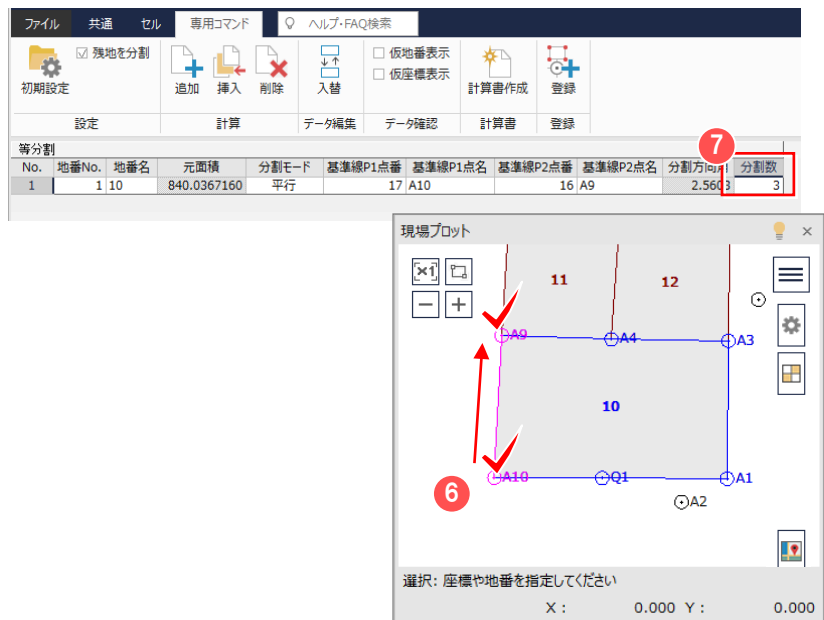 ファイル 共通 セル 専用コマンド ヘルプ・FAQ検索
初期設定 残地を分割 追加 挿入 削除 入替 仮地番表示 計算書作成 登録
仮座標表示
設定 計算 データ編集 データ確認 計算書 登録
7
等分割
No. 地番No. 地番名 元面積 分割モード 基準線P1点番 基準線P1点名 基準線P2点番 基準線P2点名 分割方向角 分割数
1 1 10 840.0367160 平行 17 A10 16 A9 2.5603 3
現場プロット
×1
11 12
A9 A4 A3
10
6
A10 Q1 A1
A2
選択: 座標や地番を指定してください
X : 0.000 Y : 0.000